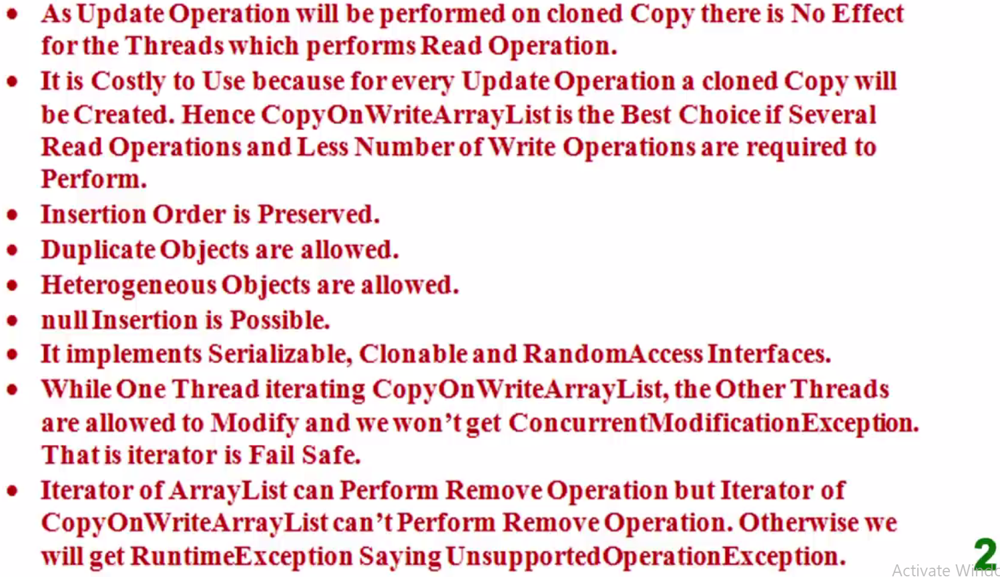 • As Update Operation will be performed on cloned Copy there is No Effect
for the Threads which performs Read Operation.
• It is Costly to Use because for every Update Operation a cloned Copy will
be Created. Hence CopyOnWriteArrayList is the Best Choice if Several
Read Operations and Less Number of Write Operations are required to
Perform.
• Insertion Order is Preserved.
• Duplicate Objects are allowed.
• Heterogeneous Objects are allowed.
• null Insertion is Possible.
• It implements Serializable, Clonable and RandomAccess Interfaces.
• While One Thread iterating CopyOnWriteArrayList, the Other Threads
are allowed to Modify and we won’t get ConcurrentModificationException.
That is iterator is Fail Safe.
• Iterator of ArrayList can Perform Remove Operation but Iterator of
CopyOnWriteArrayList can’t Perform Remove Operation. Otherwise we
will get RuntimeException Saying UnsupportedOperationException.
2
Activate